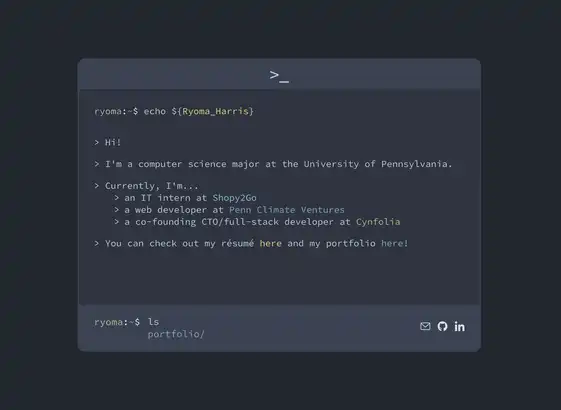 >_
ryoma:~$ echo ${Ryoma_Harris}
> Hi!
> I'm a computer science major at the University of Pennsylvania.
> Currently, I'm...
> an IT intern at Shopy2Go
> a web developer at Penn Climate Ventures
> a co-founding CTO/full-stack developer at Cynfolia
> You can check out my résumé here and my portfolio here!
ryoma:~$ ls
portfolio/
in